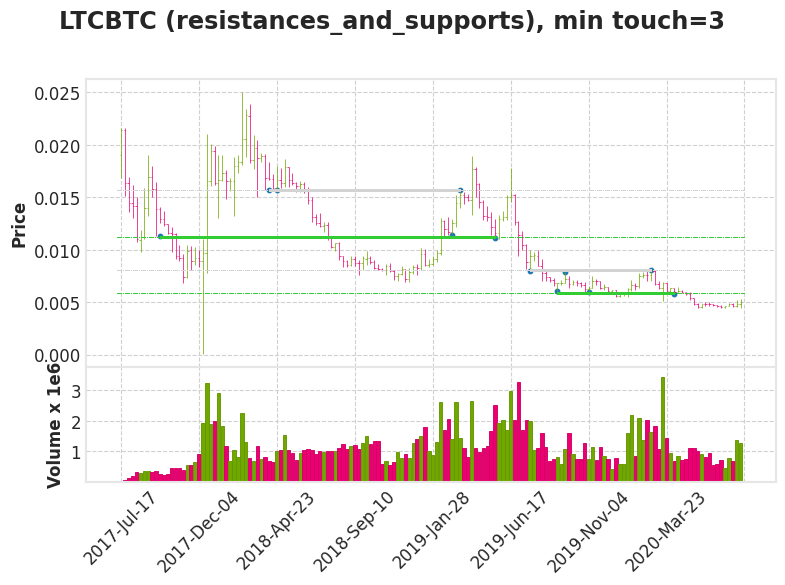 LTCBTC (resistances_and_supports), min touch=3
Price
0.025
0.020
0.015
0.010
0.005
0.000
Volume x 1e6
3
2
1
2017-Jul-17
2017-Dec-04
2018-Apr-23
2018-Sep-10
2019-Jan-28
2019-Jun-17
2019-Nov-04
2020-Mar-23